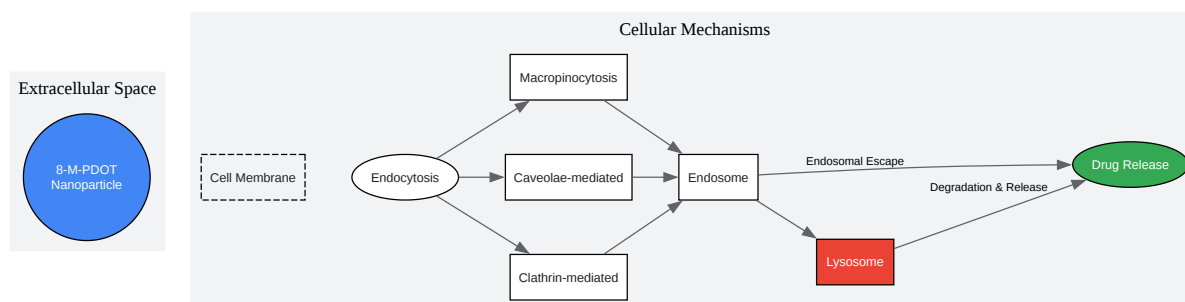 Cellular Mechanisms
Extracellular Space
8-M-PDOT
Nanoparticle
Cell Membrane
Endocytosis
Macropinocytosis
Caveolae-mediated
Clathrin-mediated
Endosome
Endosomal Escape
Degradation & Release
Lysosome
Drug Release